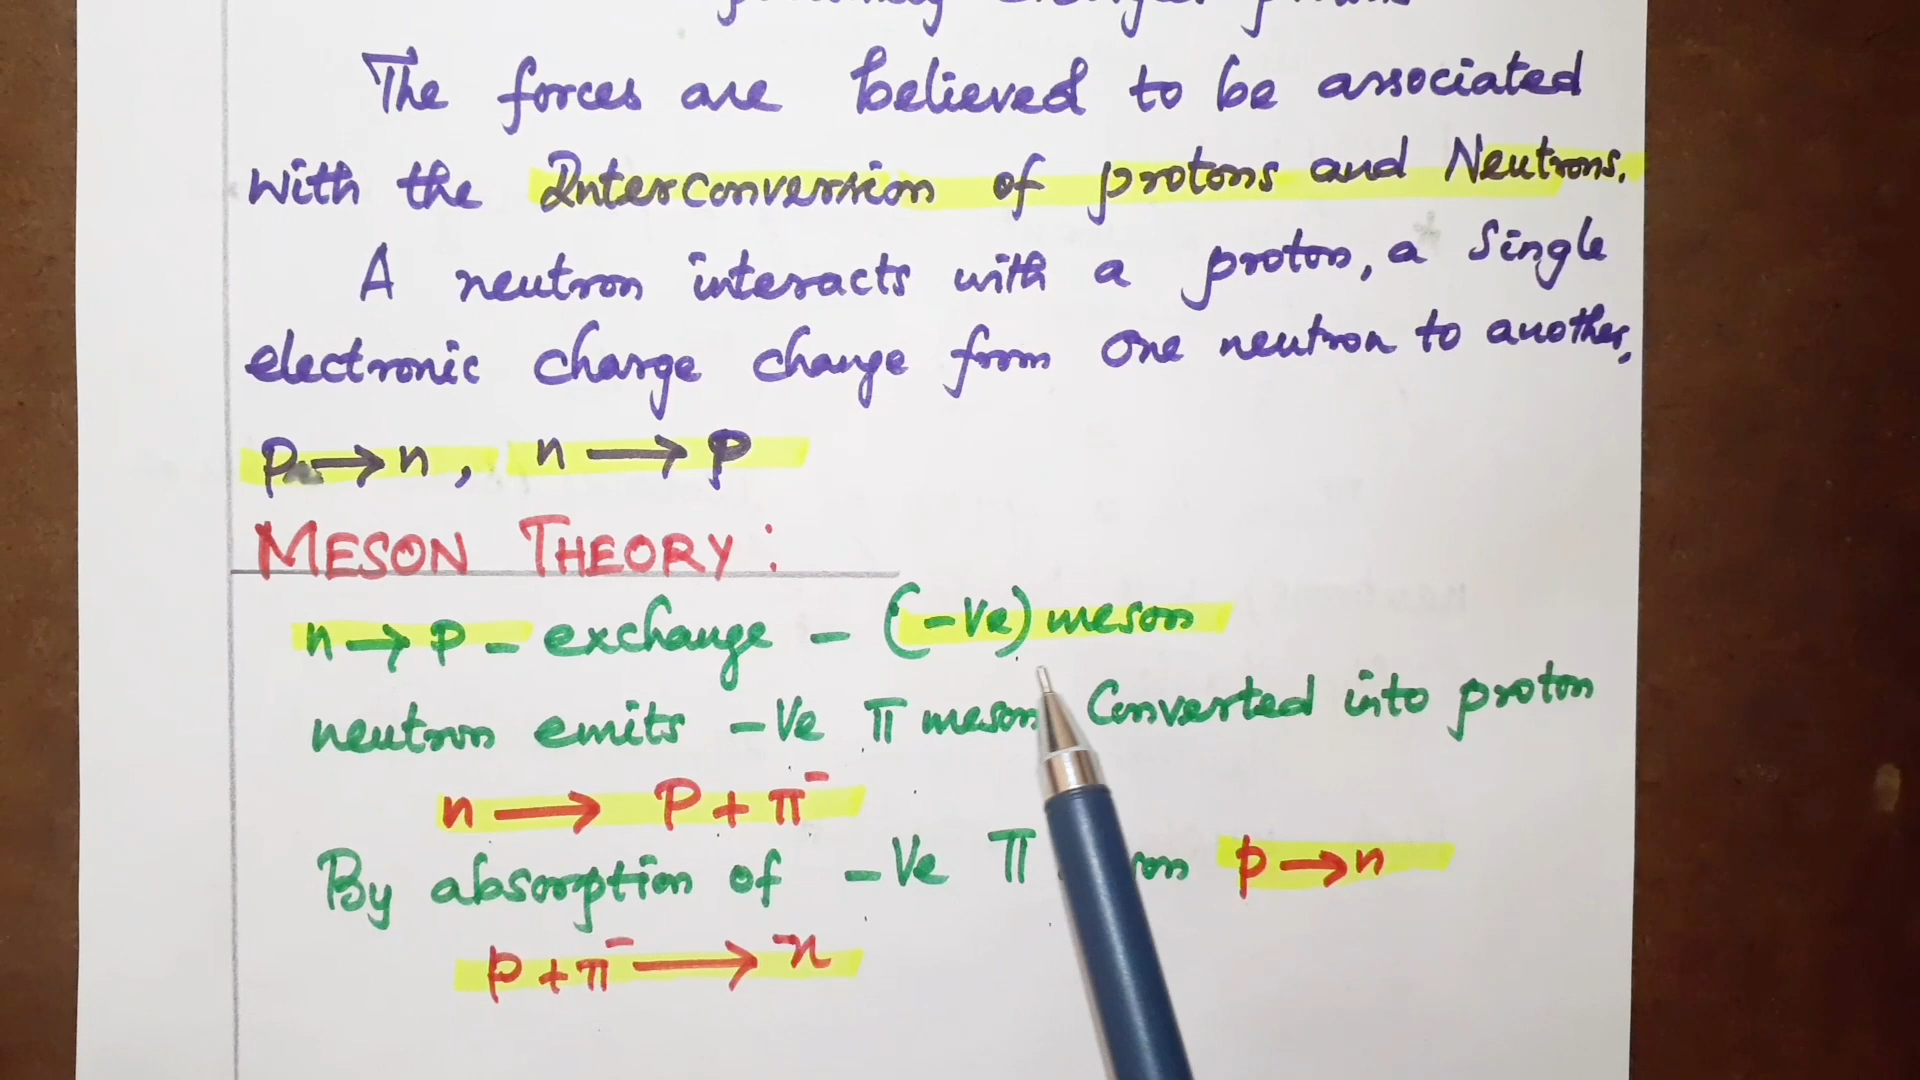 The forces are believed to be associated
with the Interconversion of protons and Neutrons.
A neutron interacts with a proton, a single
electronic charge change from one neutron to another.
P → n, n → p
MESON THEORY:
n → p - exchange - (-ve) meson
neutron emits -Ve π meson Converted into proton
n → P + π⁻
By absorption of -Ve π p → n
p + π⁻ → n